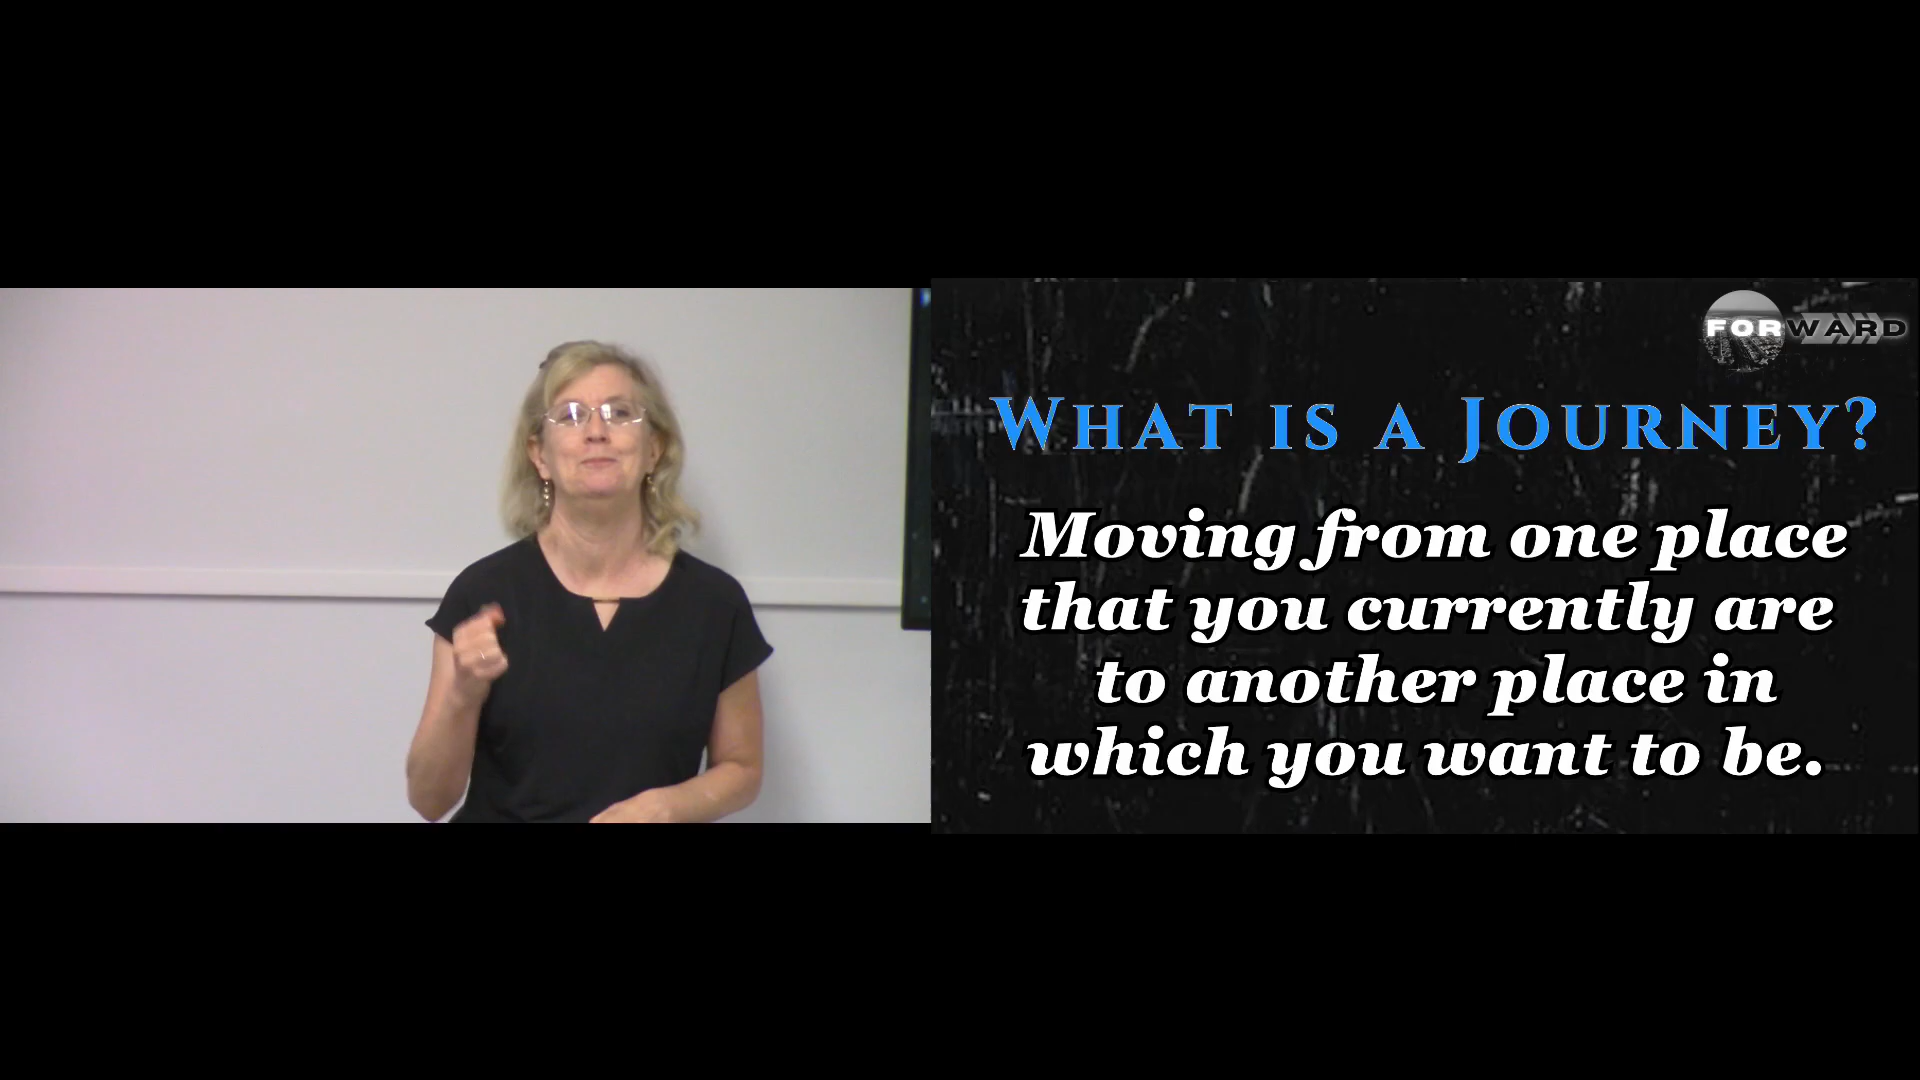 FORWARD
WHAT IS A JOURNEY?
Moving from one place
that you currently are
to another place in
which you want to be.